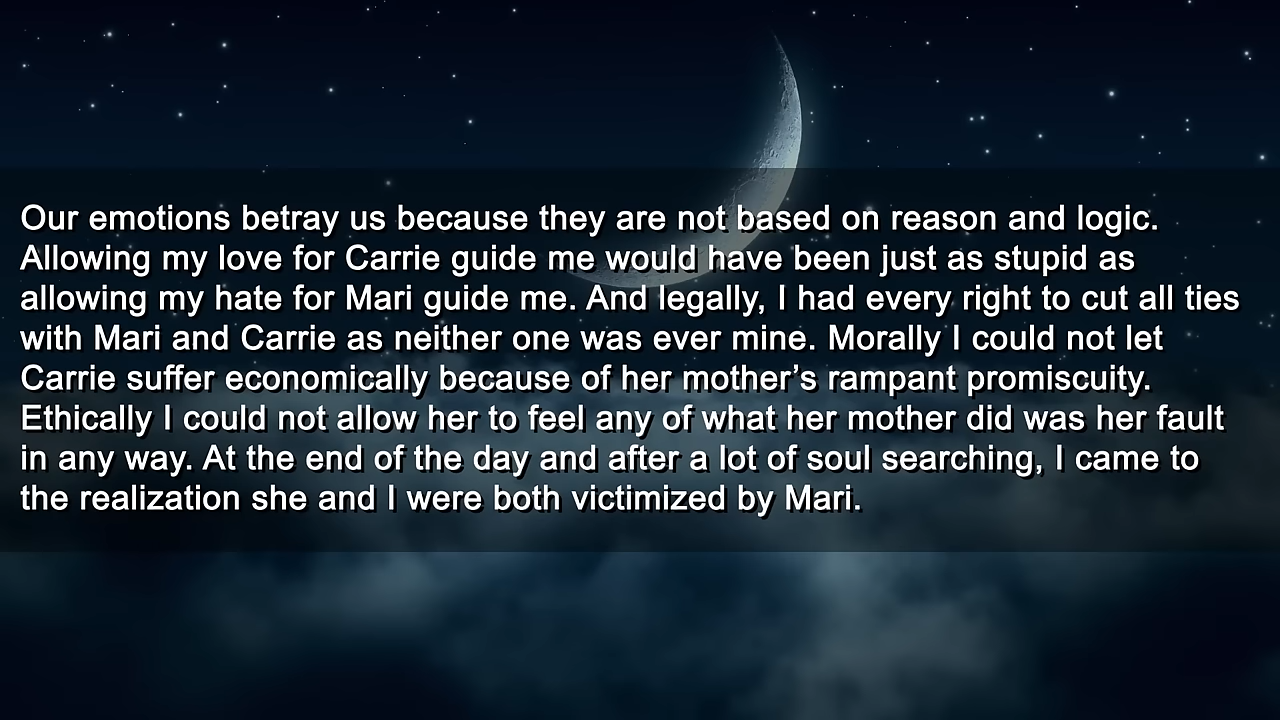 Our emotions betray us because they are not based on reason and logic.
Allowing my love for Carrie guide me would have been just as stupid as
allowing my hate for Mari guide me. And legally, I had every right to cut all ties
with Mari and Carrie as neither one was ever mine. Morally I could not let
Carrie suffer economically because of her mother’s rampant promiscuity.
Ethically I could not allow her to feel any of what her mother did was her fault
in any way. At the end of the day and after a lot of soul searching, I came to
the realization she and I were both victimized by Mari.